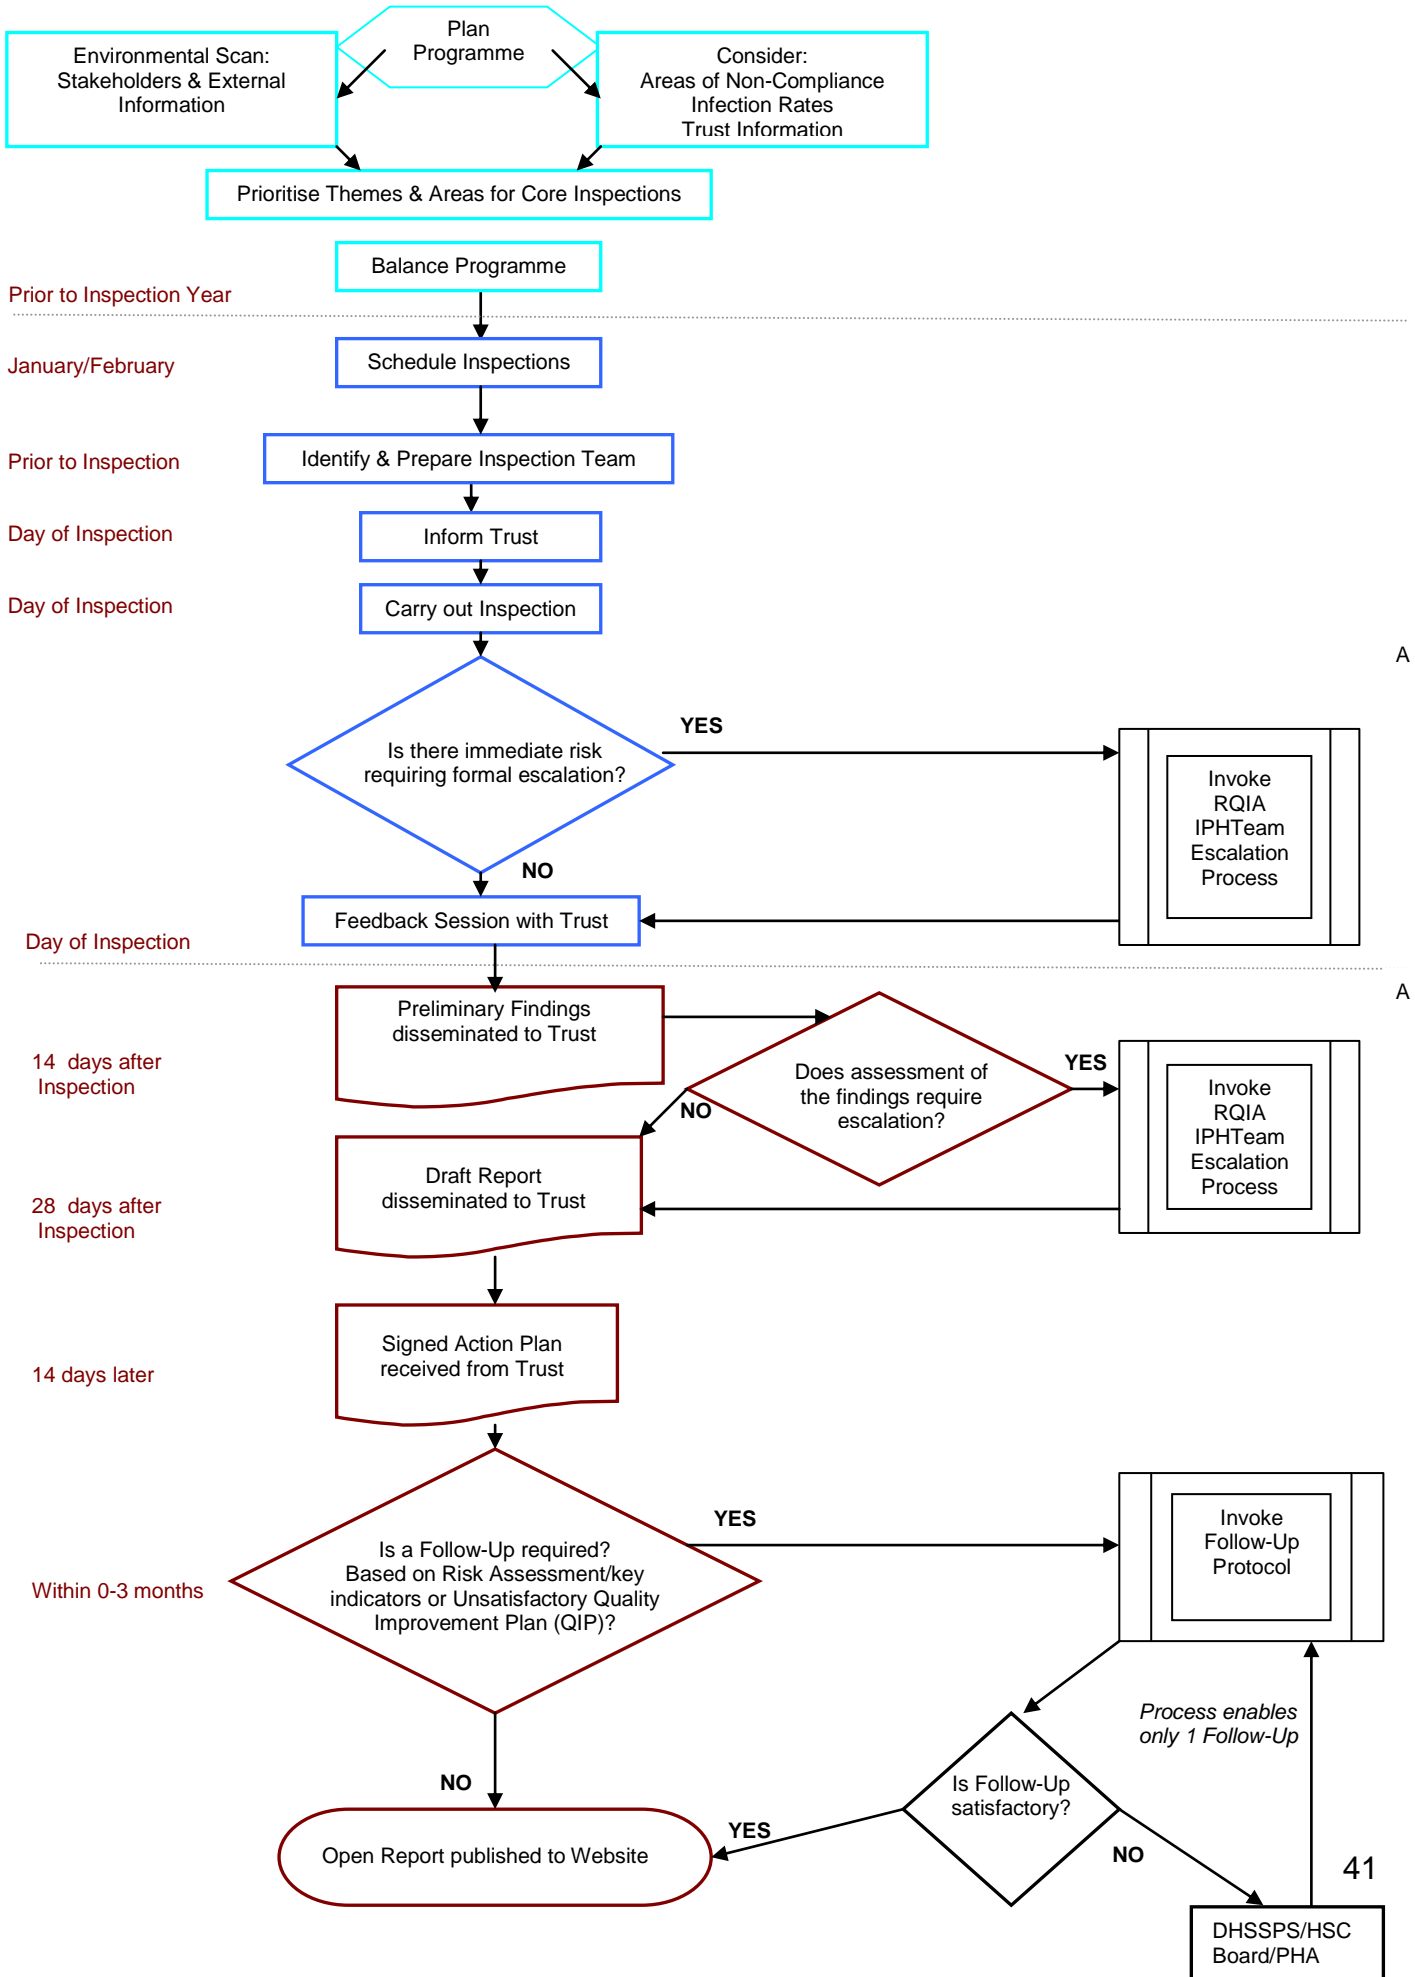 Plan
Programme
Environmental Scan:
Stakeholders & External
Information
Consider:
Areas of Non-Compliance
Infection Rates
Trust Information
Prioritise Themes & Areas for Core Inspections
Balance Programme
Prior to Inspection Year
January/February
Schedule Inspections
Prior to Inspection
Identify & Prepare Inspection Team
Day of Inspection
Inform Trust
Day of Inspection
Carry out Inspection
A
Is there immediate risk
requiring formal escalation?
YES
NO
Invoke
RQIA
IPHTeam
Escalation
Process
Feedback Session with Trust
Day of Inspection
A
Preliminary Findings
disseminated to Trust
14  days after
Inspection
Does assessment of
the findings require
escalation?
YES
NO
Invoke
RQIA
IPHTeam
Escalation
Process
Draft Report
disseminated to Trust
28  days after
Inspection
Signed Action Plan
received from Trust
14 days later
Is a Follow-Up required?
Based on Risk Assessment/key
indicators or Unsatisfactory Quality
Improvement Plan (QIP)?
Within 0-3 months
YES
NO
Invoke
Follow-Up
Protocol
Process enables
only 1 Follow-Up
Is Follow-Up
satisfactory?
YES
NO
Open Report published to Website
41
DHSSPS/HSC
Board/PHA